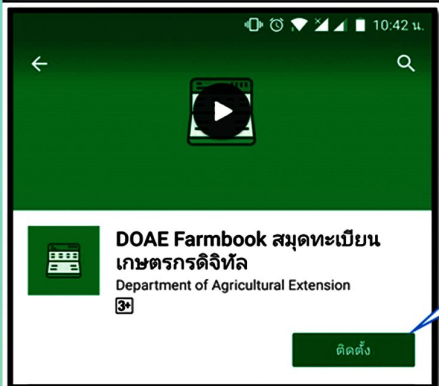 10:42 น.
DOAE Farmbook สมุดทะเบียน
เกษตรกรดิจิทัล
Department of Agricultural Extension
3+
ติดตั้ง